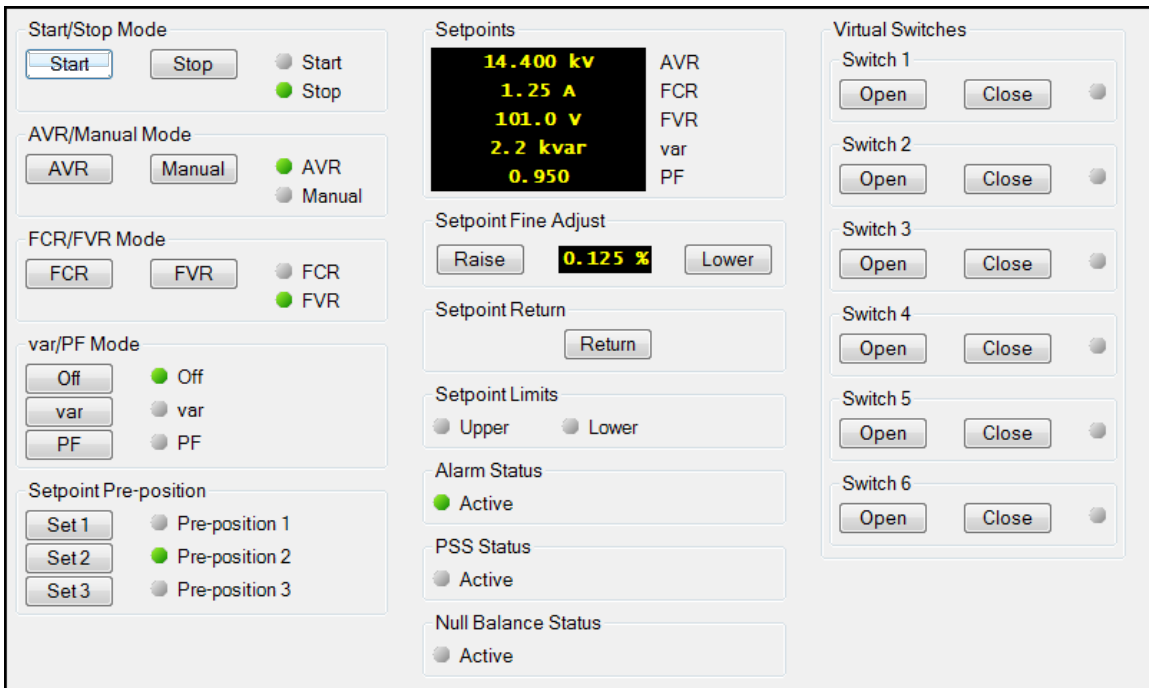 Start/Stop Mode
Start Stop Start
Stop
AVR/Manual Mode
AVR Manual AVR
Manual
FCR/FVR Mode
FCR FVR FCR
FVR
var/PF Mode
Off Off
var var
PF PF
Setpoint Pre-position
Set 1 Pre-position 1
Set 2 Pre-position 2
Set 3 Pre-position 3
Setpoints
14.400 kv AVR
1.25 A FCR
101.0 v FVR
2.2 kvar var
0.950 PF
Setpoint Fine Adjust
Raise 0.125 % Lower
Setpoint Return
Return
Setpoint Limits
Upper Lower
Alarm Status
Active
PSS Status
Active
Null Balance Status
Active
Virtual Switches
Switch 1
Open Close
Switch 2
Open Close
Switch 3
Open Close
Switch 4
Open Close
Switch 5
Open Close
Switch 6
Open Close